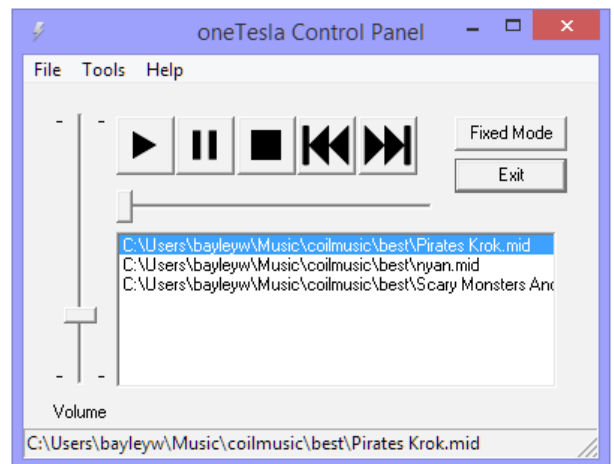 oneTesla Control Panel
File Tools Help
Fixed Mode
Exit
C:\Users\bayleyw\Music\coilmusic\best\Pirates Krok.mid
C:\Users\bayleyw\Music\coilmusic\best\nyan.mid
C:\Users\bayleyw\Music\coilmusic\best\Scary Monsters And
Volume
C:\Users\bayleyw\Music\coilmusic\best\Pirates Krok.mid